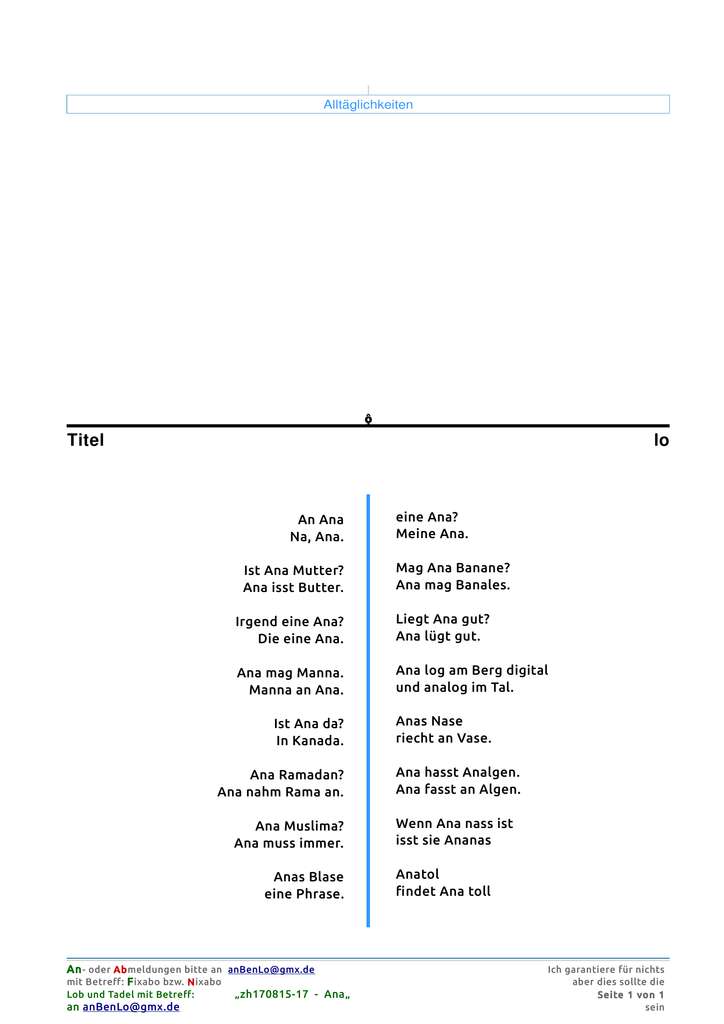 Alltäglichkeiten
Titel
lo
An Ana
Na, Ana.
Ist Ana Mutter?
Ana isst Butter.
Irgend eine Ana?
Die eine Ana.
Ana mag Manna.
Manna an Ana.
Ist Ana da?
In Kanada.
Ana Ramadan?
Ana nahm Rama an.
Ana Muslima?
Ana muss immer.
Anas Blase
eine Phrase.
eine Ana?
Meine Ana.
Mag Ana Banane?
Ana mag Banales.
Liegt Ana gut?
Ana lügt gut.
Ana log am Berg digital
und analog im Tal.
Anas Nase
riecht an Vase.
Ana hasst Analgen.
Ana fasst an Algen.
Wenn Ana nass ist
isst sie Ananas
Anatol
findet Ana toll
An- oder Abmeldungen bitte an anBenLo@gmx.de
mit Betreff: Fixabo bzw. Nixabo
Lob und Tadel mit Betreff: „zh170815-17 - Ana„
an anBenLo@gmx.de
Ich garantiere für nichts
aber dies sollte die
Seite 1 von 1
sein